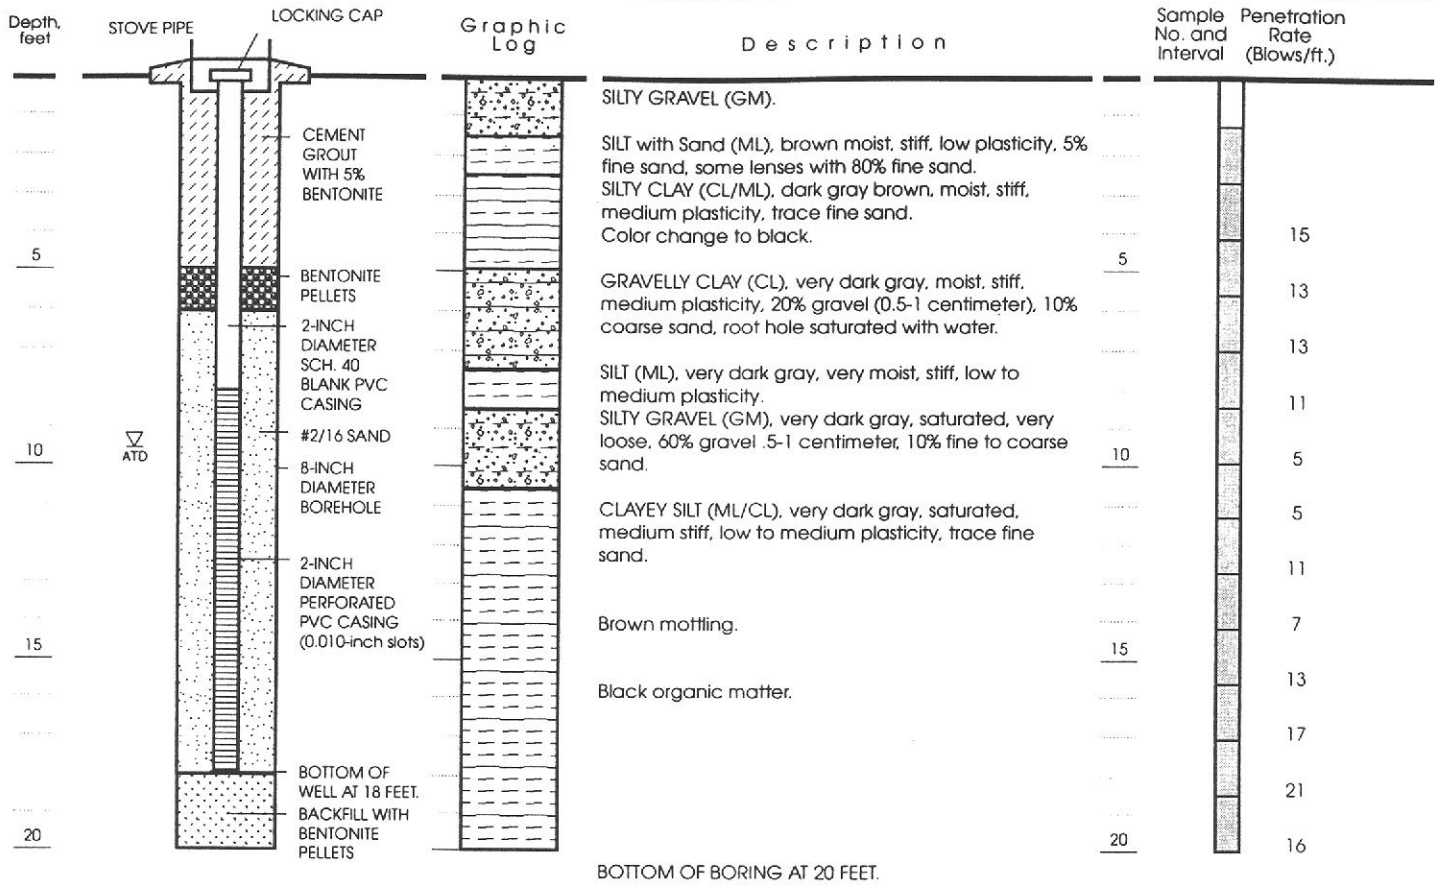 Depth,
feet
STOVE PIPE
LOCKING CAP
Graphic
Log
Description
Sample
No. and
Interval
Penetration
Rate
(Blows/ft.)
CEMENT
GROUT
WITH 5%
BENTONITE
5
BENTONITE
PELLETS
2-INCH
DIAMETER
SCH. 40
BLANK PVC
CASING
#2/16 SAND
ATD
10
8-INCH
DIAMETER
BOREHOLE
2-INCH
DIAMETER
PERFORATED
PVC CASING
(0.010-inch slots)
15
BOTTOM OF
WELL AT 18 FEET.
BACKFILL WITH
BENTONITE
PELLETS
20
SILTY GRAVEL (GM).
SILT with Sand (ML), brown moist, stiff, low plasticity, 5%
fine sand, some lenses with 80% fine sand.
SILTY CLAY (CL/ML), dark gray brown, moist, stiff,
medium plasticity, trace fine sand.
Color change to black.
GRAVELLY CLAY (CL), very dark gray, moist, stiff,
medium plasticity, 20% gravel (0.5-1 centimeter), 10%
coarse sand, root hole saturated with water.
SILT (ML), very dark gray, very moist, stiff, low to
medium plasticity.
SILTY GRAVEL (GM), very dark gray, saturated, very
loose, 60% gravel .5-1 centimeter, 10% fine to coarse
sand.
CLAYEY SILT (ML/CL), very dark gray, saturated,
medium stiff, low to medium plasticity, trace fine
sand.
Brown mottling.
Black organic matter.
BOTTOM OF BORING AT 20 FEET.
5
10
15
20
15
13
13
11
5
5
11
7
13
17
21
16